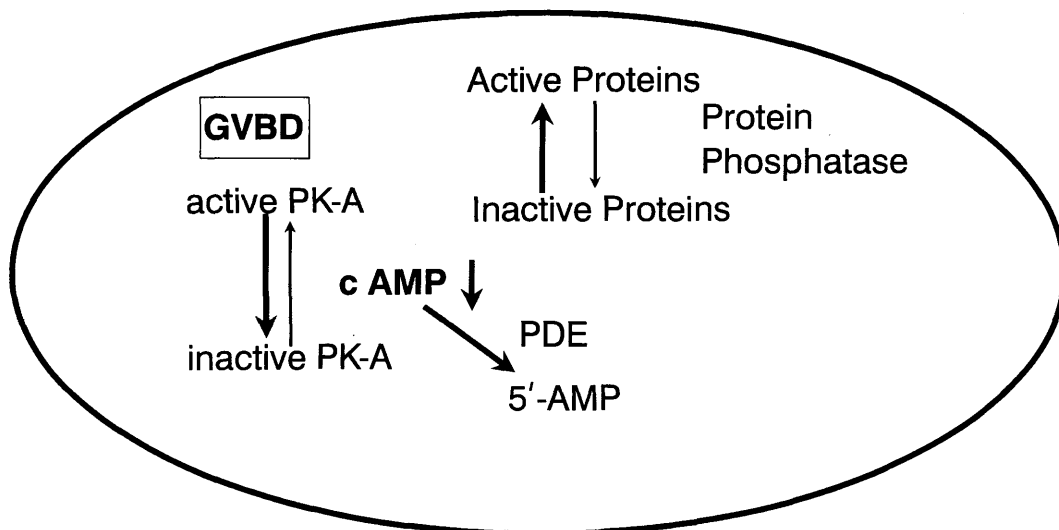 Active Proteins
GVBD
Protein
Phosphatase
active PK-A
Inactive Proteins
c AMP
PDE
inactive PK-A
5'-AMP